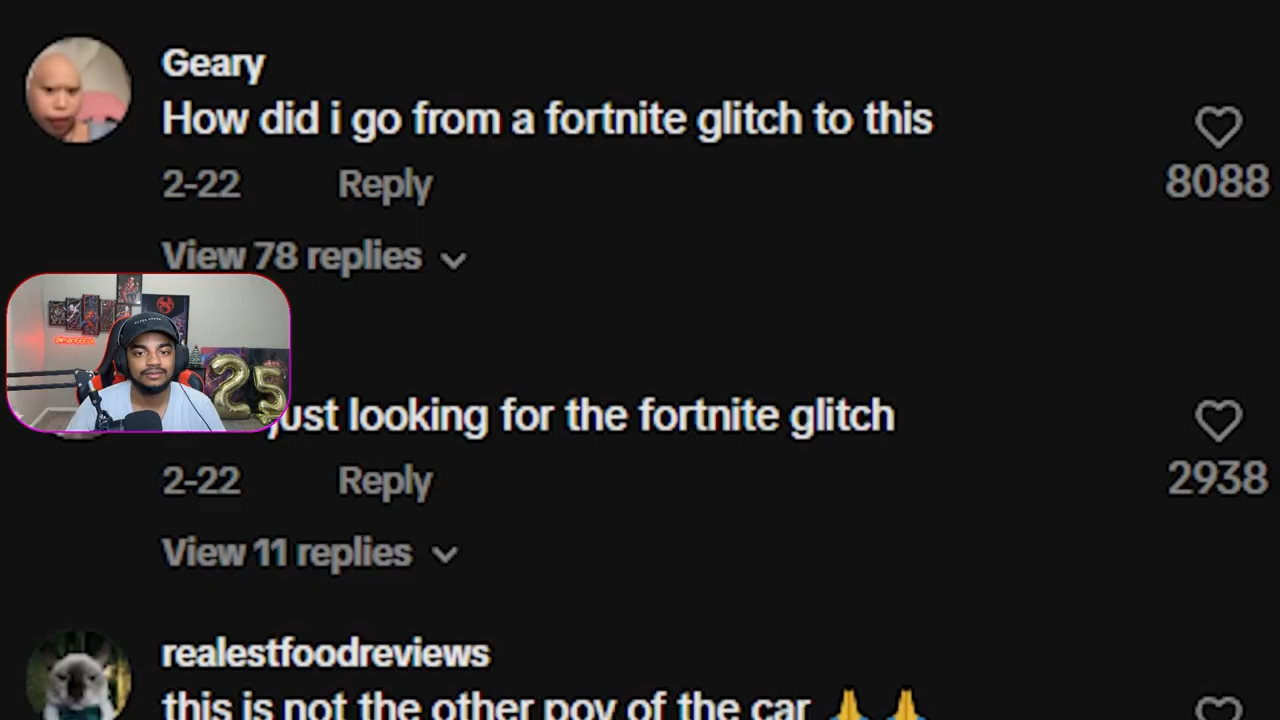 Geary
How did i go from a fortnite glitch to this
8088
2-22 Reply
View 78 replies
25
just looking for the fortnite glitch
2938
2-22 Reply
View 11 replies
realestfoodreviews
this is not the other pov of the car 🙏🙏